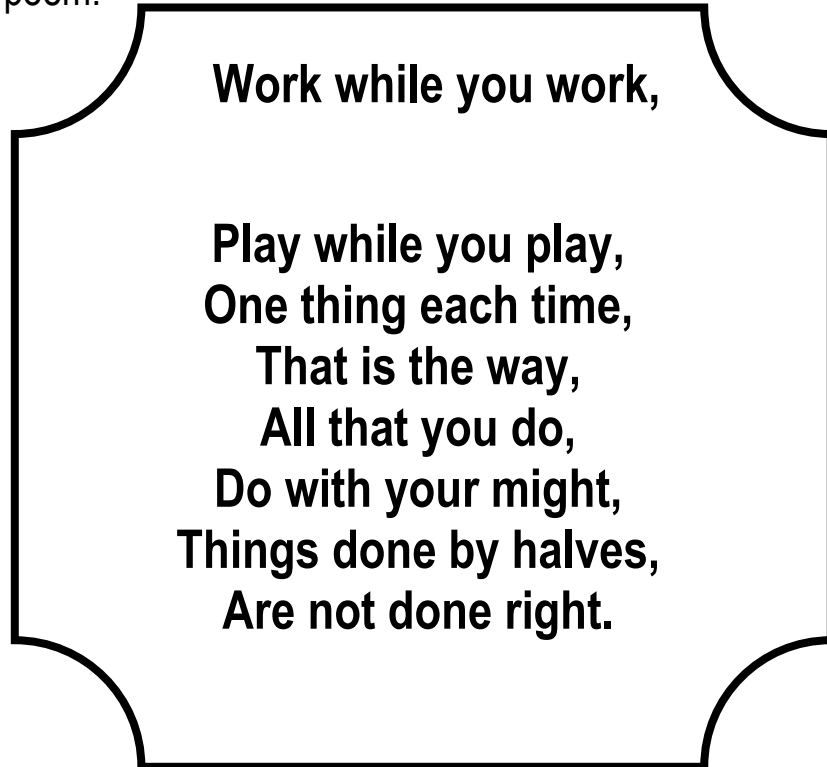 poem.
Work while you work,
Play while you play,
One thing each time,
That is the way,
All that you do,
Do with your might,
Things done by halves,
Are not done right.